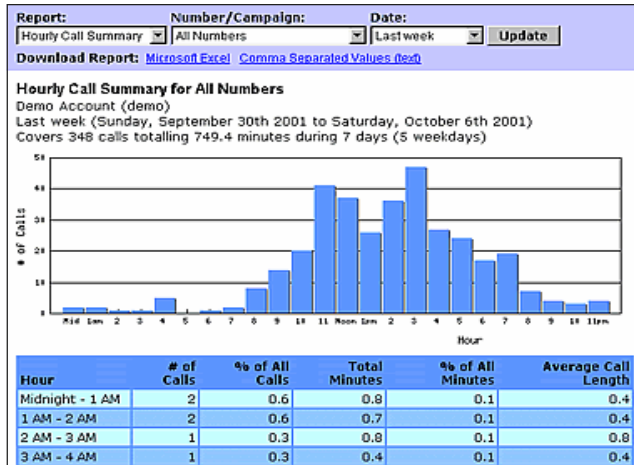 Report: Number/Campaign: Date:
Hourly Call Summary All Numbers Last week Update
Download Report: Microsoft Excel Comma Separated Values (text)
Hourly Call Summary for All Numbers
Demo Account (demo)
Last week (Sunday, September 30th 2001 to Saturday, October 6th 2001)
Covers 348 calls totalling 749.4 minutes during 7 days (5 weekdays)
50
40
30
20
10
0
# of Calls
Mid 1am 2 3 4 5 6 7 8 9 10 11 Noon 1pm 2 3 4 5 6 7 8 9 10 11pm
Hour
Hour # of Calls % of All Calls Total Minutes % of All Minutes Average Call Length
Midnight - 1 AM 2 0.6 0.8 0.1 0.4
1 AM - 2 AM 2 0.6 0.7 0.1 0.4
2 AM - 3 AM 1 0.3 0.8 0.1 0.8
3 AM - 4 AM 1 0.3 0.4 0.1 0.4